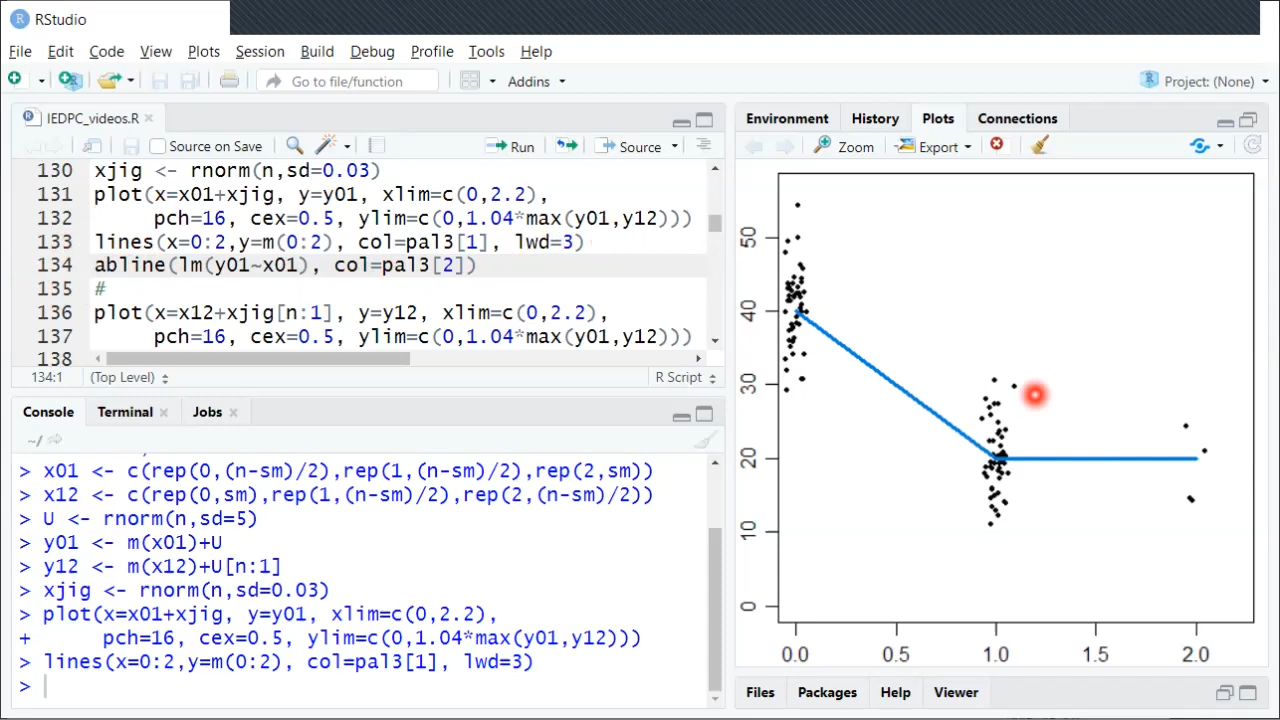 RStudio
File Edit Code View Plots Session Build Debug Profile Tools Help
Go to file/function Addins Project: (None)
IEDPC_videos.R
Source on Save Run Source
130 xjig <- rnorm(n,sd=0.03)
131 plot(x=x01+xjig, y=y01, xlim=c(0,2.2),
132 pch=16, cex=0.5, ylim=c(0,1.04*max(y01,y12)))
133 lines(x=0:2,y=m(0:2), col=pal3[1], lwd=3)
134 abline(lm(y01~x01), col=pal3[2])
135 #
136 plot(x=x12+xjig[n:1], y=y12, xlim=c(0,2.2),
137 pch=16, cex=0.5, ylim=c(0,1.04*max(y01,y12)))
138
134:1 (Top Level) R Script
Console Terminal Jobs
~/
> x01 <- c(rep(0,(n-sm)/2),rep(1,(n-sm)/2),rep(2,sm))
> x12 <- c(rep(0,sm),rep(1,(n-sm)/2),rep(2,(n-sm)/2))
> U <- rnorm(n,sd=5)
> y01 <- m(x01)+U
> y12 <- m(x12)+U[n:1]
> xjig <- rnorm(n,sd=0.03)
> plot(x=x01+xjig, y=y01, xlim=c(0,2.2),
+ pch=16, cex=0.5, ylim=c(0,1.04*max(y01,y12)))
> lines(x=0:2,y=m(0:2), col=pal3[1], lwd=3)
>
Environment History Plots Connections
Zoom Export
50
40
30
20
10
0
0.0 0.5 1.0 1.5 2.0
Files Packages Help Viewer